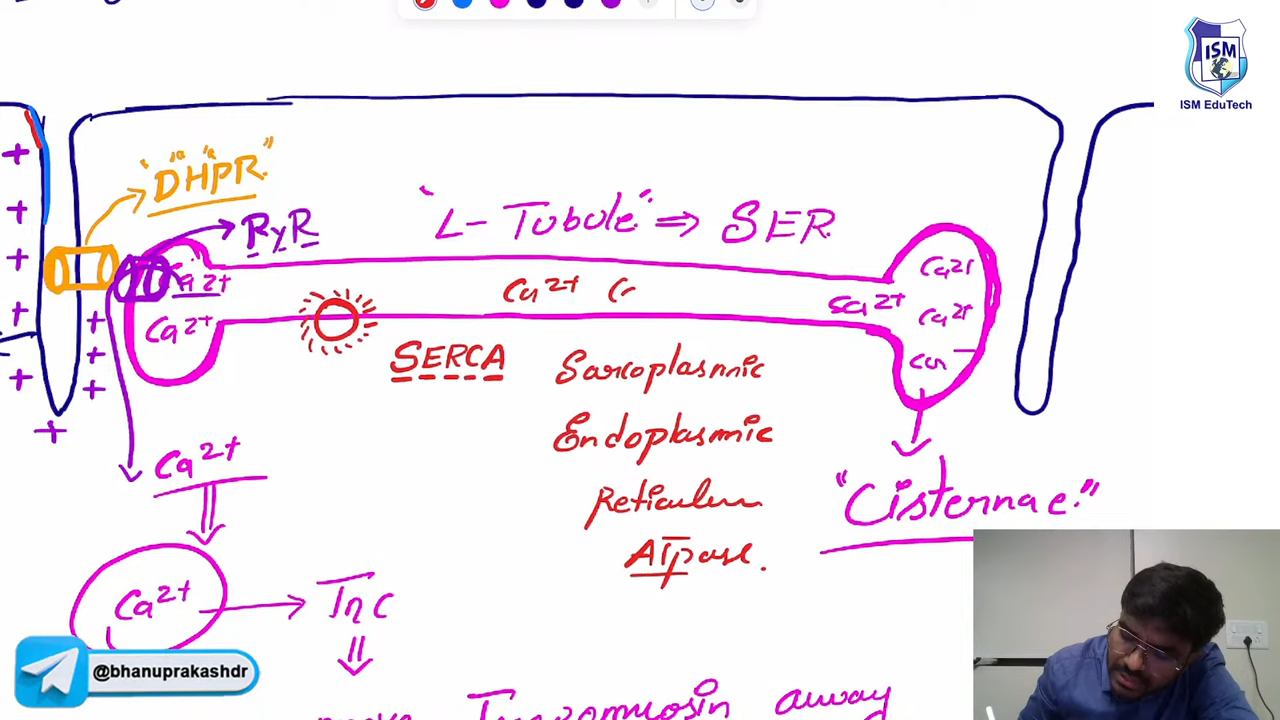 ISM
ISM EduTech
"DHPR"
RyR
"L-Tubule" ⇒ SER
Ca2+
Ca2+
Ca2+
Ca2+
Ca2+
Ca2+
SERCA
Sarcoplasmic
Endoplasmic
Reticulum
ATpase.
"Cisternae."
Ca2+
Ca2+ → TnC
@bhanuprakashdr
Tropomyosin away